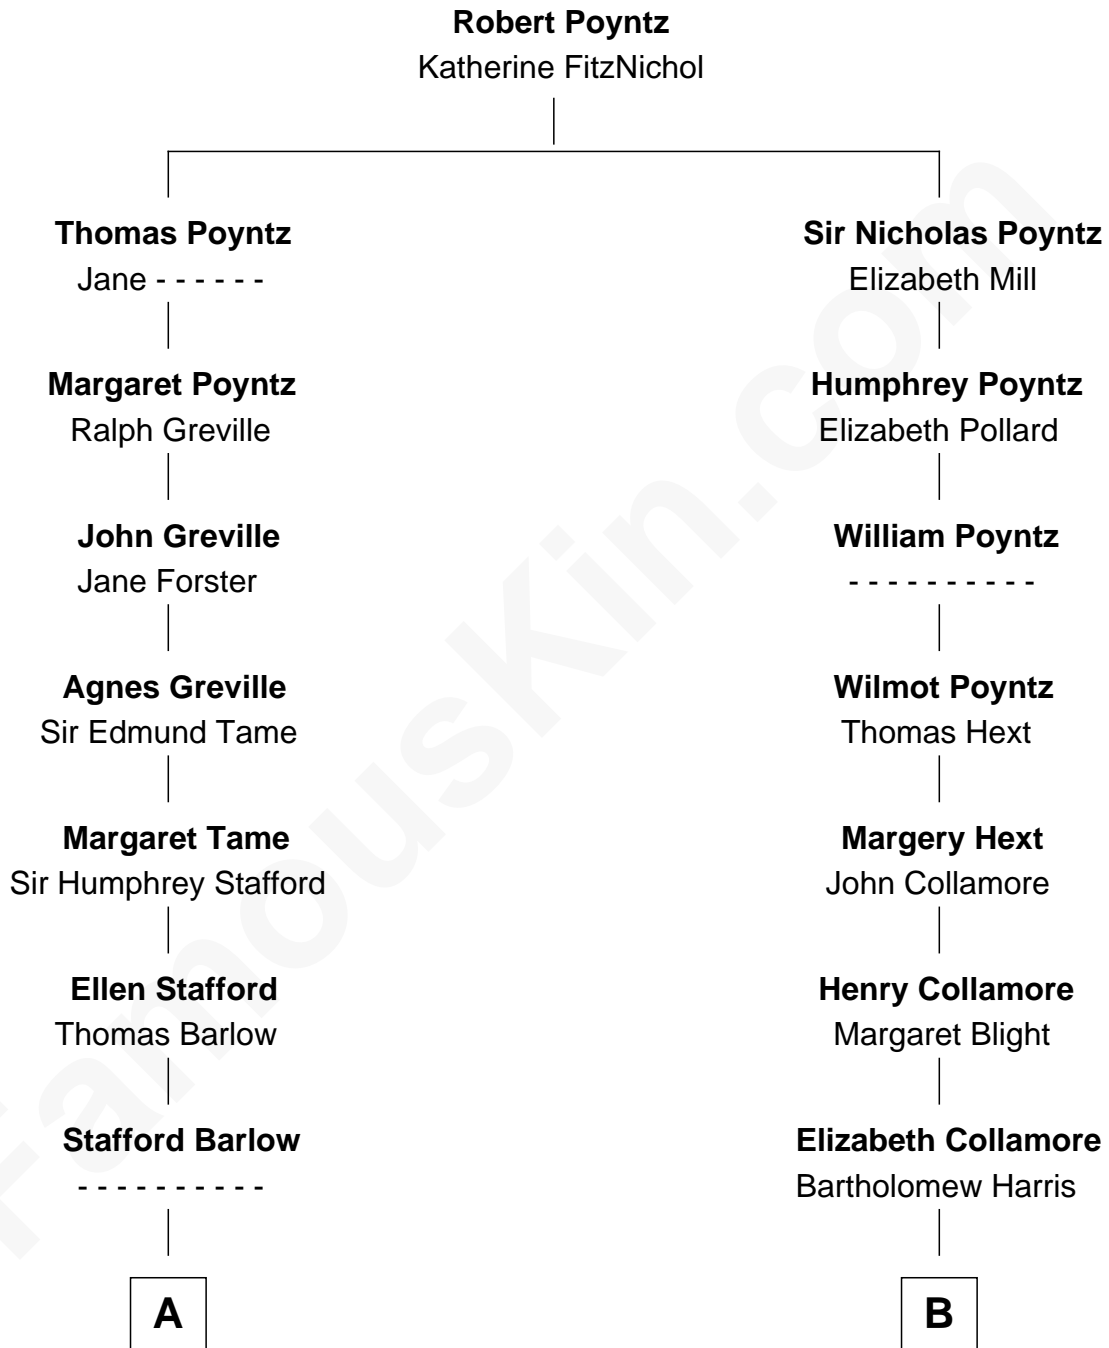 Robert Poyntz
Katherine FitzNichol
Thomas Poyntz
Jane - - - - - -
Sir Nicholas Poyntz
Elizabeth Mill
Margaret Poyntz
Ralph Greville
Humphrey Poyntz
Elizabeth Pollard
John Greville
Jane Forster
William Poyntz
- - - - - - - - - -
Agnes Greville
Sir Edmund Tame
Wilmot Poyntz
Thomas Hext
Margaret Tame
Sir Humphrey Stafford
Margery Hext
John Collamore
Ellen Stafford
Thomas Barlow
Henry Collamore
Margaret Blight
Stafford Barlow
- - - - - - - - - -
Elizabeth Collamore
Bartholomew Harris
A
B
FamousKin.com